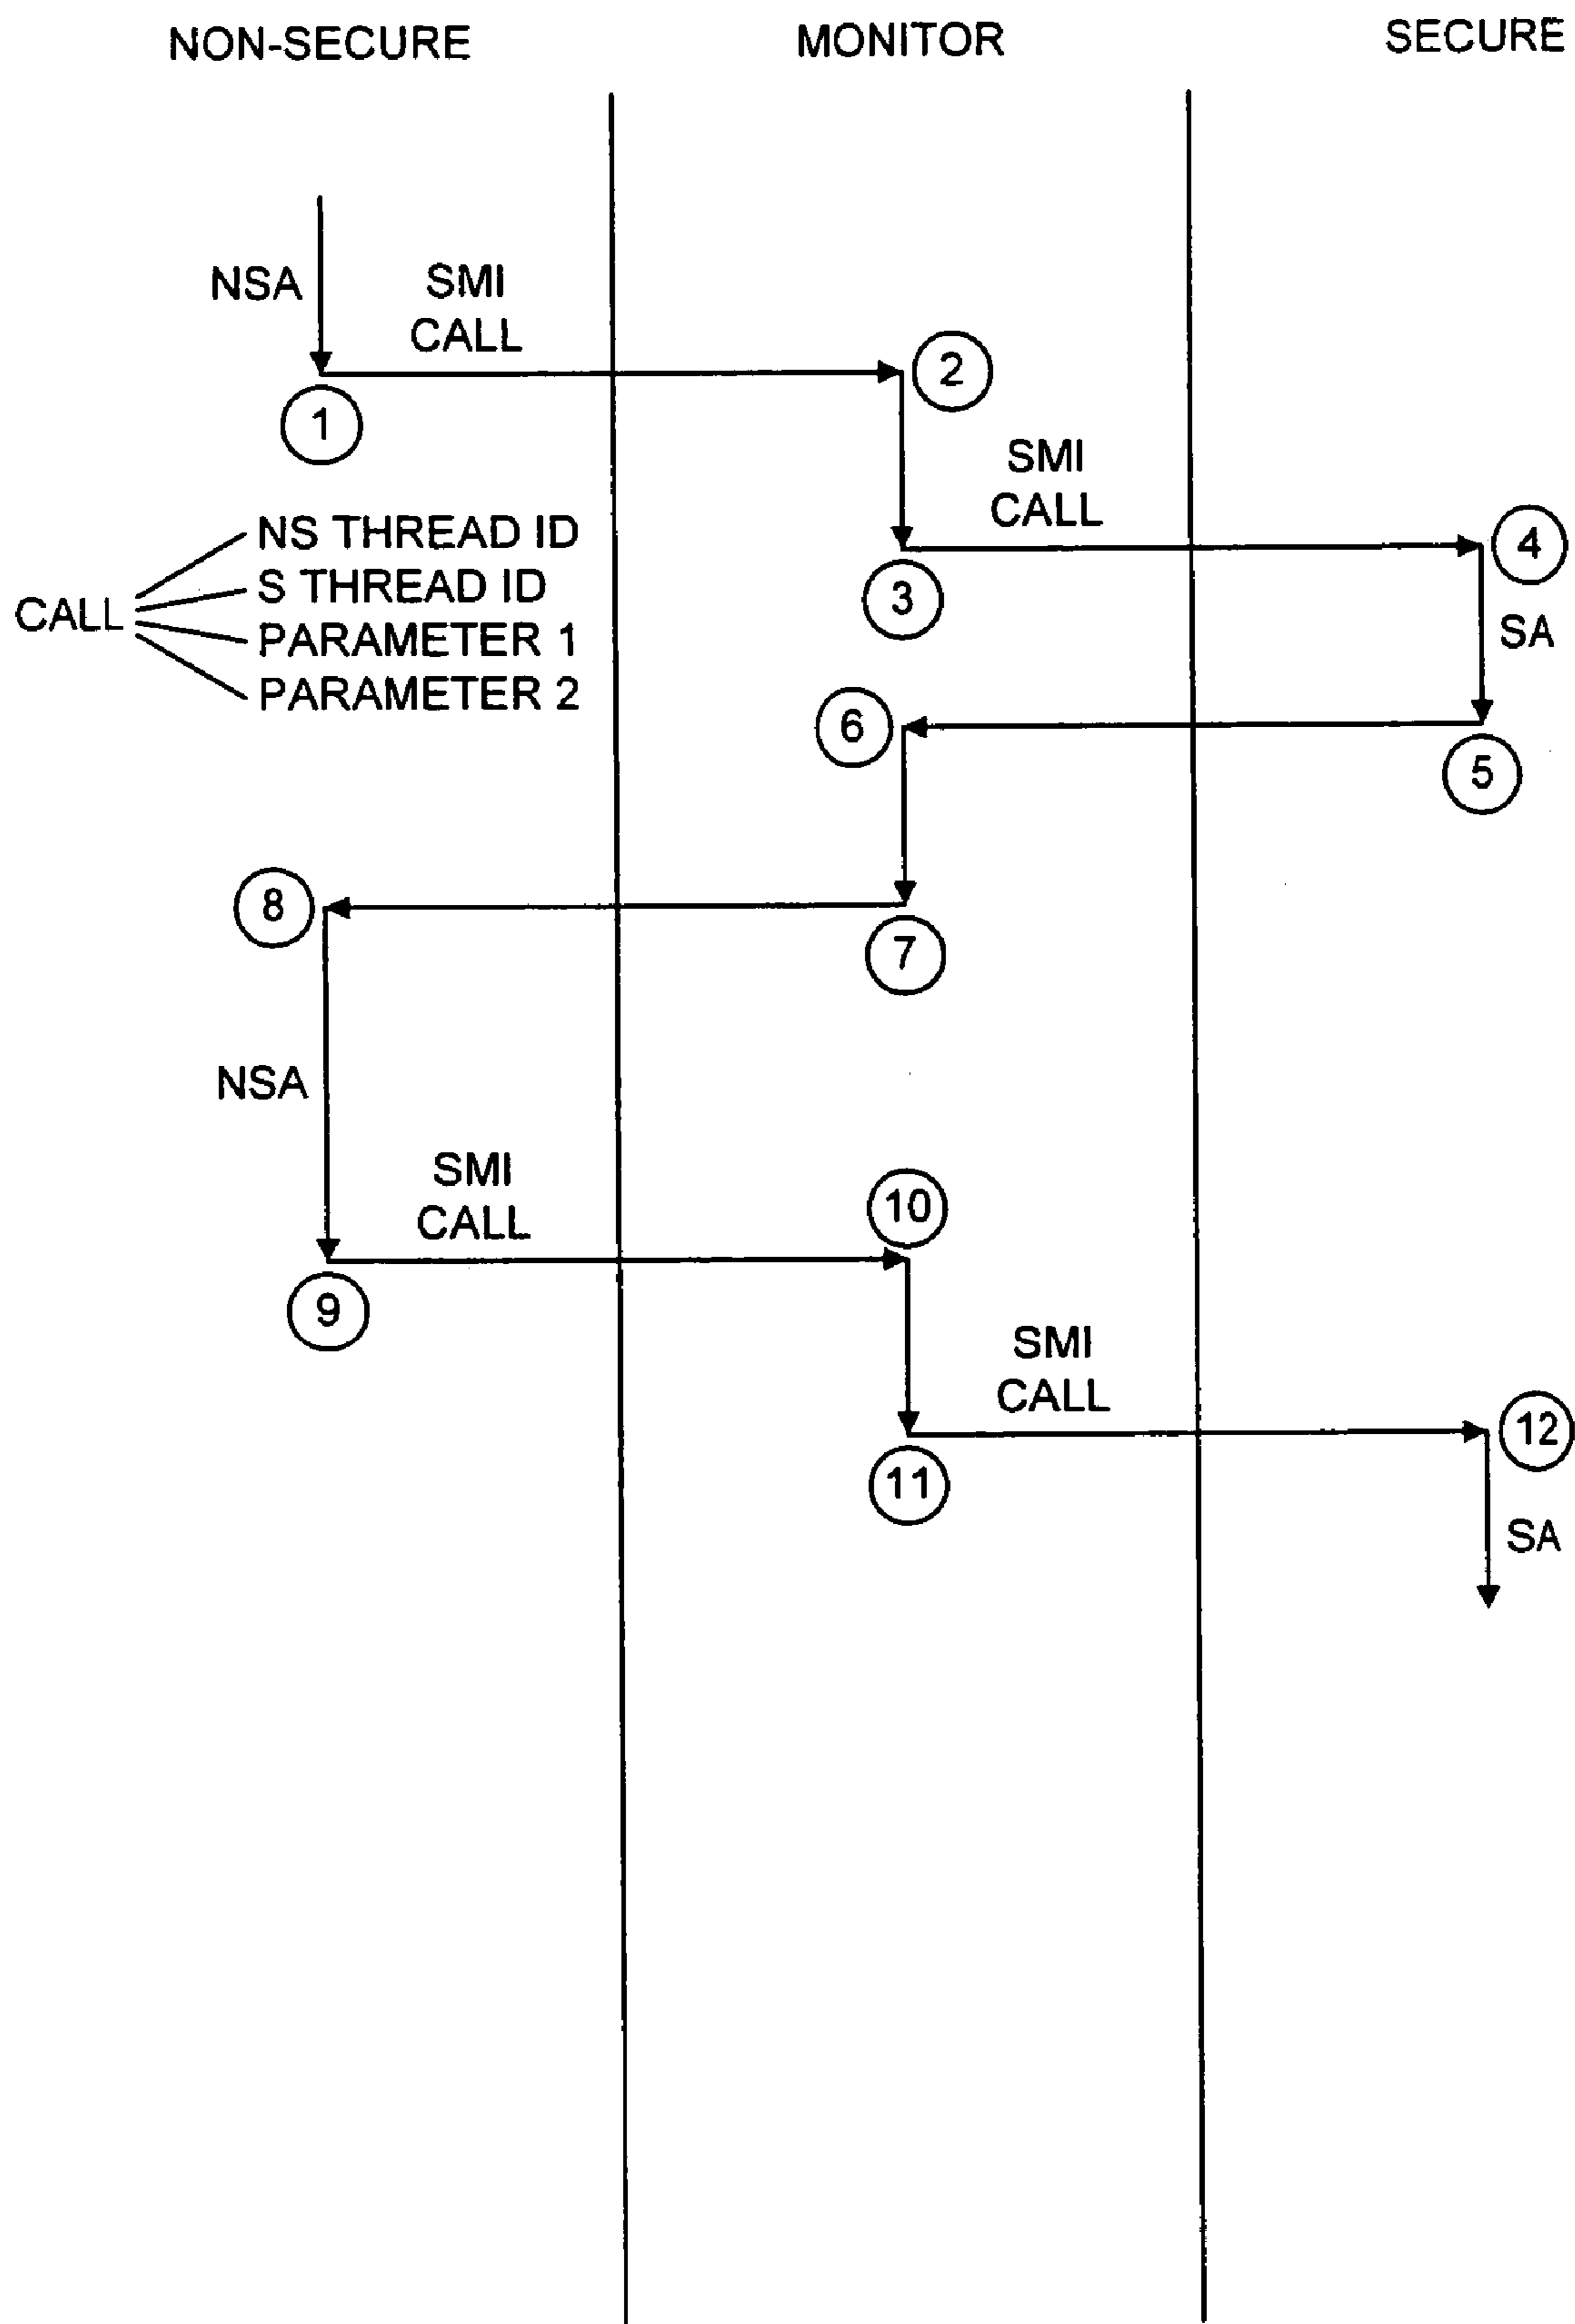 NON-SECURE
MONITOR
SECURE
NSA
SMI
CALL
2
1
SMI
CALL
4
3
NS THREAD ID
S THREAD ID
CALL
PARAMETER 1
PARAMETER 2
SA
6
5
8
7
NSA
SMI
CALL
10
9
SMI
CALL
12
11
SA